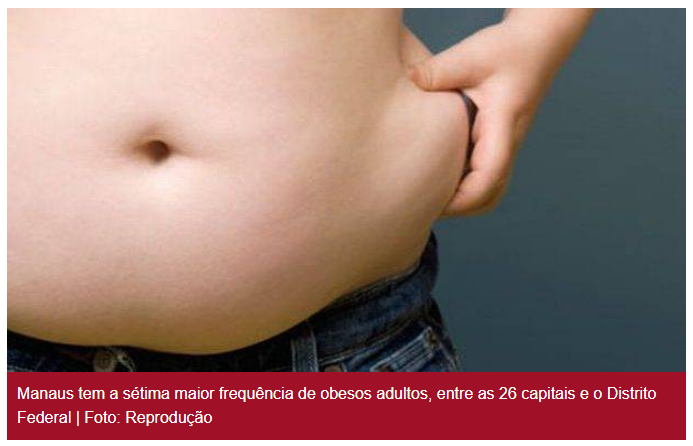 Manaus tem a sétima maior frequência de obesos adultos, entre as 26 capitais e o Distrito
Federal | Foto: Reprodução